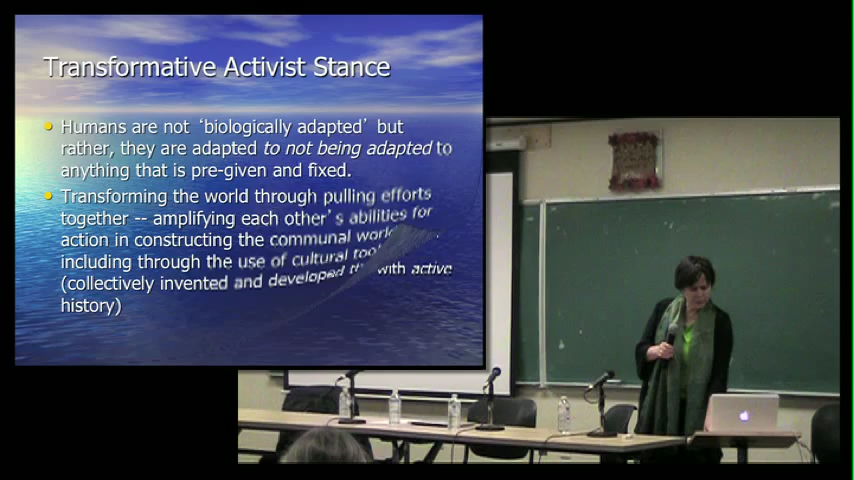 Transformative Activist Stance
• Humans are not ‘biologically adapted’ but
rather, they are adapted to not being adapted to
anything that is pre-given and fixed.
• Transforming the world through pulling efforts
together -- amplifying each other’s abilities for
action in constructing the communal world
including through the use of cultural
(collectively invented and developed with active
history)